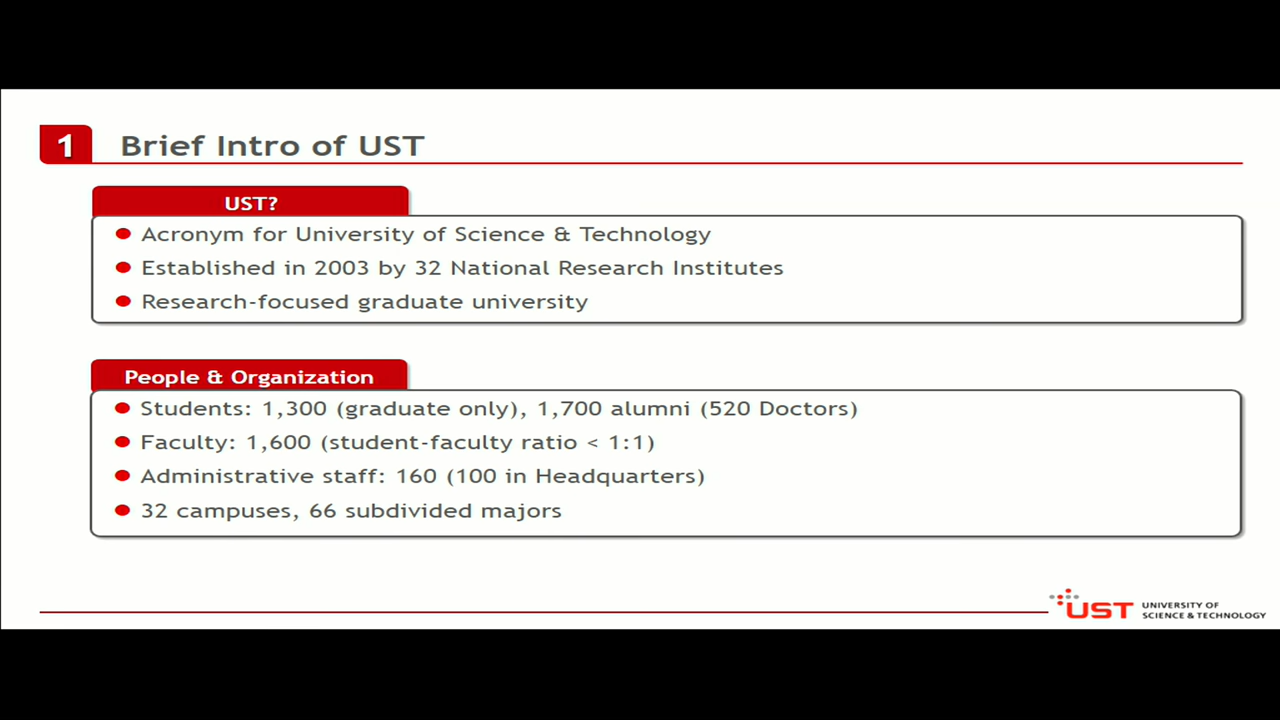 1 Brief Intro of UST
UST?
Acronym for University of Science & Technology
Established in 2003 by 32 National Research Institutes
Research-focused graduate university
People & Organization
Students: 1,300 (graduate only), 1,700 alumni (520 Doctors)
Faculty: 1,600 (student-faculty ratio < 1:1)
Administrative staff: 160 (100 in Headquarters)
32 campuses, 66 subdivided majors
UST UNIVERSITY OF
SCIENCE & TECHNOLOGY